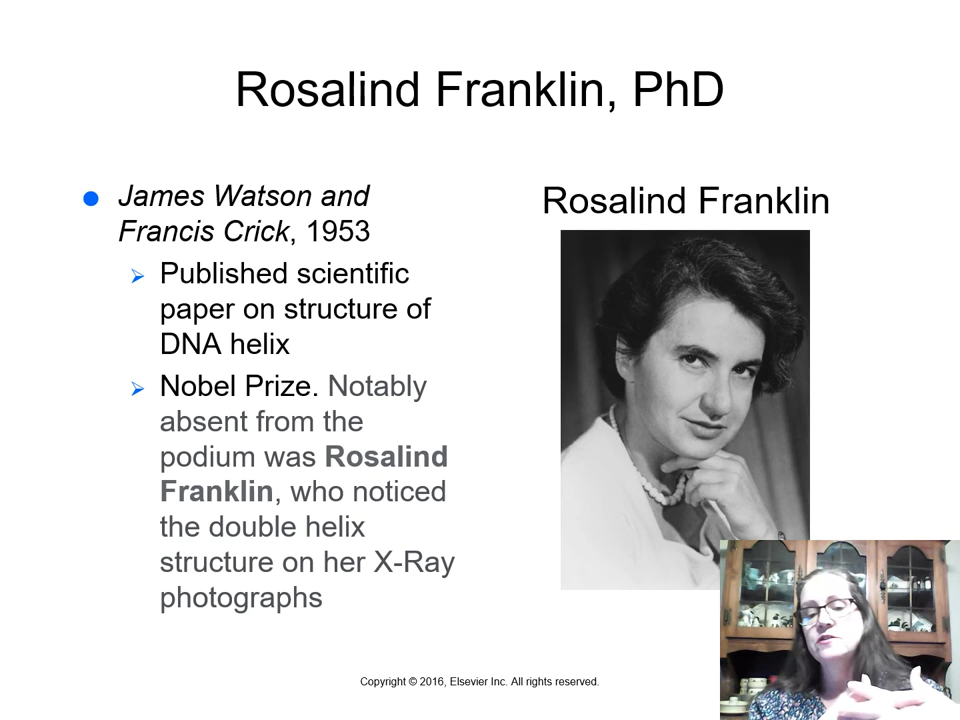 Rosalind Franklin, PhD
James Watson and
Francis Crick, 1953
Published scientific
paper on structure of
DNA helix
Nobel Prize. Notably
absent from the
podium was Rosalind
Franklin, who noticed
the double helix
structure on her X-Ray
photographs
Rosalind Franklin
Copyright © 2016, Elsevier Inc. All rights reserved.